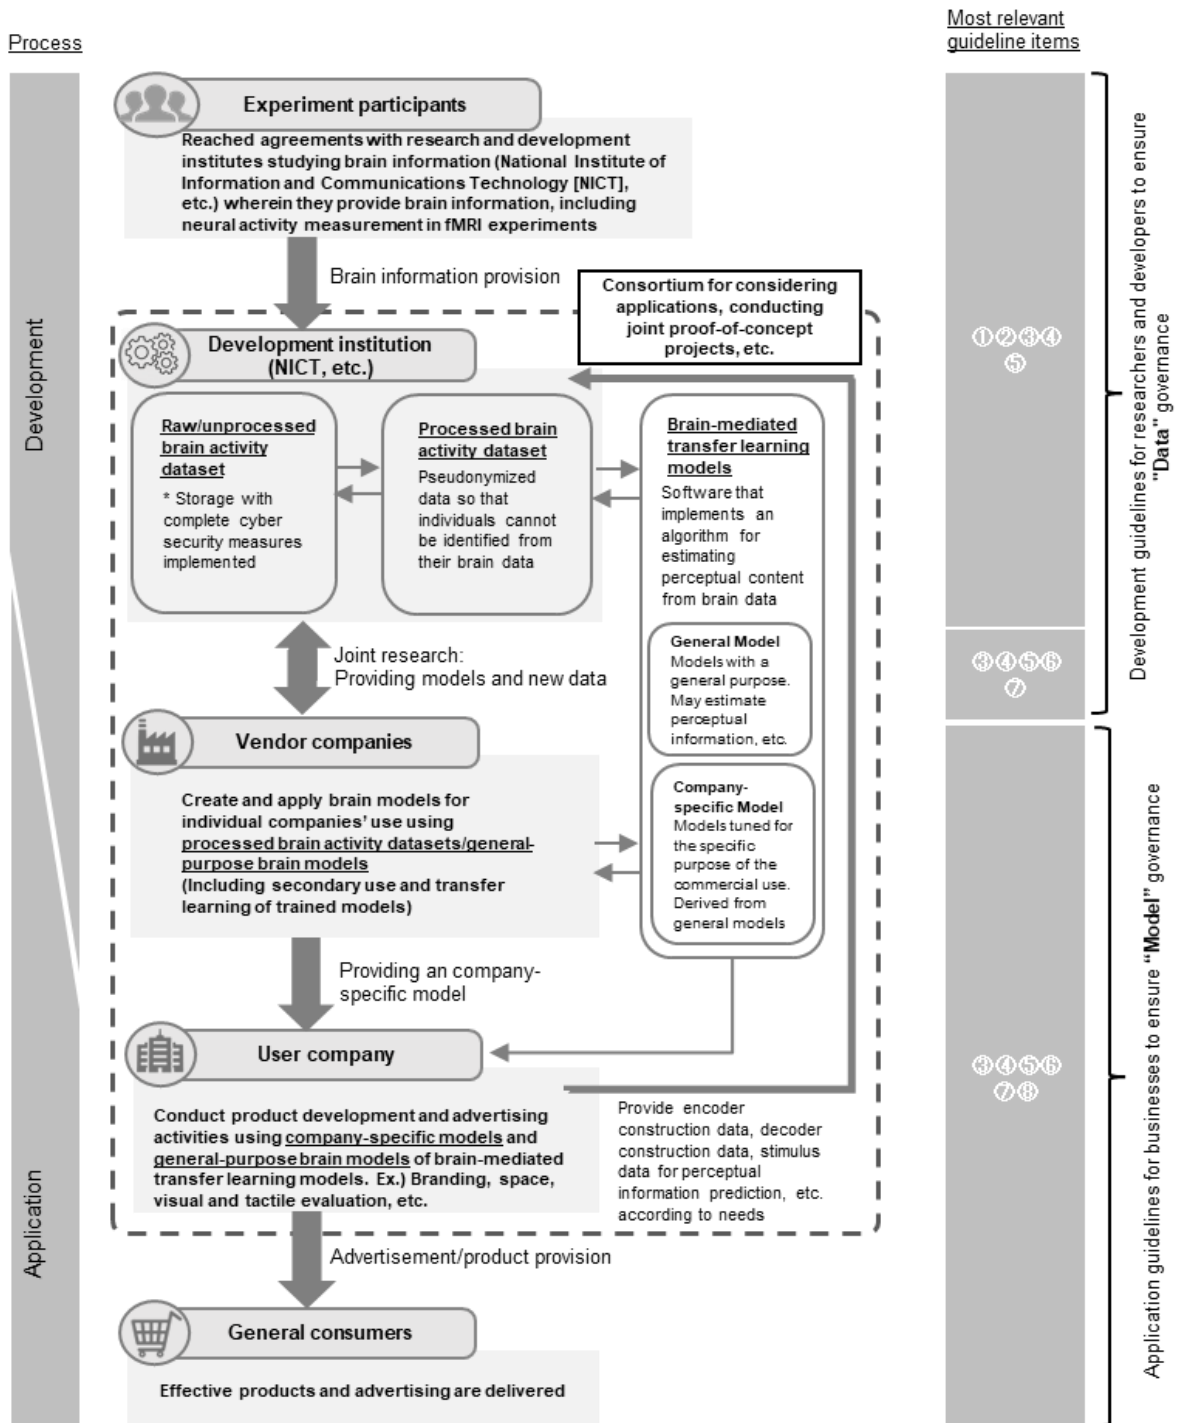 Process
Most relevant
guideline items
Experiment participants
Reached agreements with research and development
institutes studying brain information (National Institute of
Information and Communications Technology [NICT],
etc.) wherein they provide brain information, including
neural activity measurement in fMRI experiments
Brain information provision
Consortium for considering
applications, conducting
joint proof-of-concept
projects, etc.
Development institution
(NICT, etc.)
Raw/unprocessed
brain activity
dataset
* Storage with
complete cyber
security measures
implemented
Processed brain
activity dataset
Pseudonymized
data so that
individuals cannot
be identified from
their brain data
Brain-mediated
transfer learning
models
Software that
implements an
algorithm for
estimating
perceptual content
from brain data
General Model
Models with a
general purpose.
May estimate
perceptual
information, etc.
Company-
specific Model
Models tuned for
the specific
purpose of the
commercial use.
Derived from
general models
Joint research:
Providing models and new data
Vendor companies
Create and apply brain models for
individual companies' use using
processed brain activity datasets/general-
purpose brain models
(Including secondary use and transfer
learning of trained models)
Providing an company-
specific model
User company
Conduct product development and advertising
activities using company-specific models and
general-purpose brain models of brain-mediated
transfer learning models. Ex.) Branding, space,
visual and tactile evaluation, etc.
Provide encoder
construction data, decoder
construction data, stimulus
data for perceptual
information prediction, etc.
according to needs
Advertisement/product provision
General consumers
Effective products and advertising are delivered
Development
Application
①②③④
⑤
③④⑤⑥
⑦
③④⑤⑥
⑦⑧
Development guidelines for researchers and developers to ensure
"Data" governance
Application guidelines for businesses to ensure “Model” governance